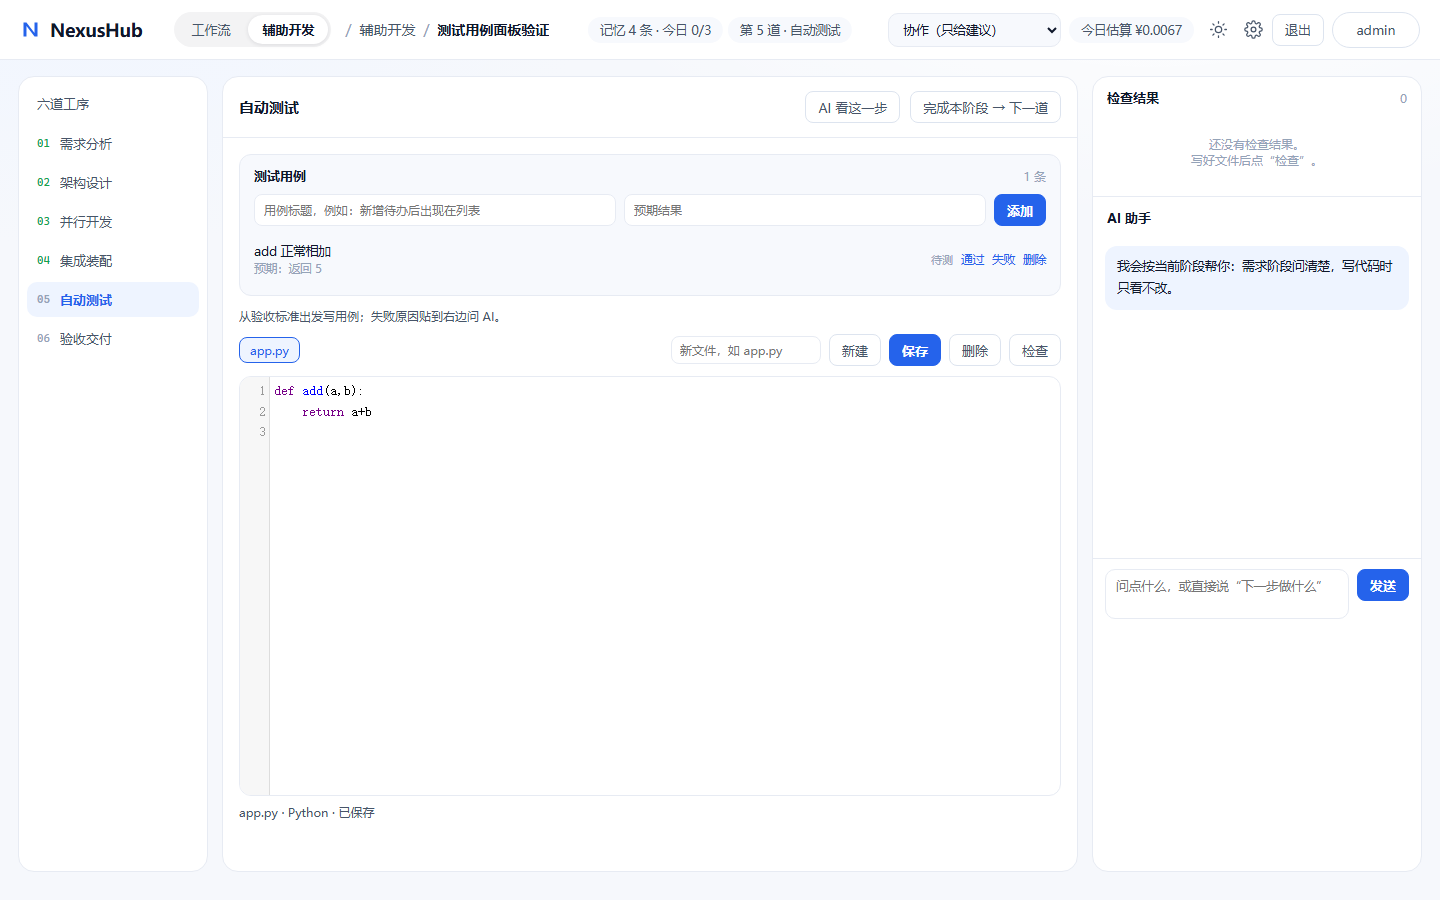 NexusHub
工作流
辅助开发
/ 辅助开发 / 测试用例面板验证
记忆 4 条 · 今日 0/3
第 5 道 · 自动测试
协作（只给建议）
今日估算 ¥0.0067
退出
admin
六道工序
01 需求分析
02 架构设计
03 并行开发
04 集成装配
05 自动测试
06 验收交付
自动测试
AI 看这一步
完成本阶段 → 下一道
测试用例
1 条
用例标题，例如：新增待办后出现在列表
预期结果
添加
add 正常相加
预期：返回 5
待测 通过 失败 删除
从验收标准出发写用例；失败原因贴到右边问 AI。
app.py
新文件，如 app.py
新建
保存
删除
检查
1 def add(a,b):
2 return a+b
3
app.py · Python · 已保存
检查结果
0
还没有检查结果。
写好文件后点“检查”。
AI 助手
我会按当前阶段帮你：需求阶段问清楚，写代码时
只看不改。
问点什么，或直接说“下一步做什么”
发送